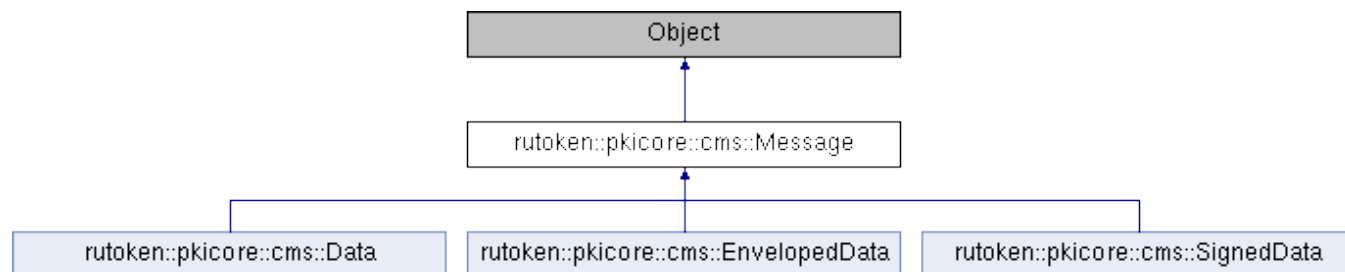 Object
rutoken::pkicore::cms::Message
rutoken::pkicore::cms::Data
rutoken::pkicore::cms::EnvelopedData
rutoken::pkicore::cms::SignedData